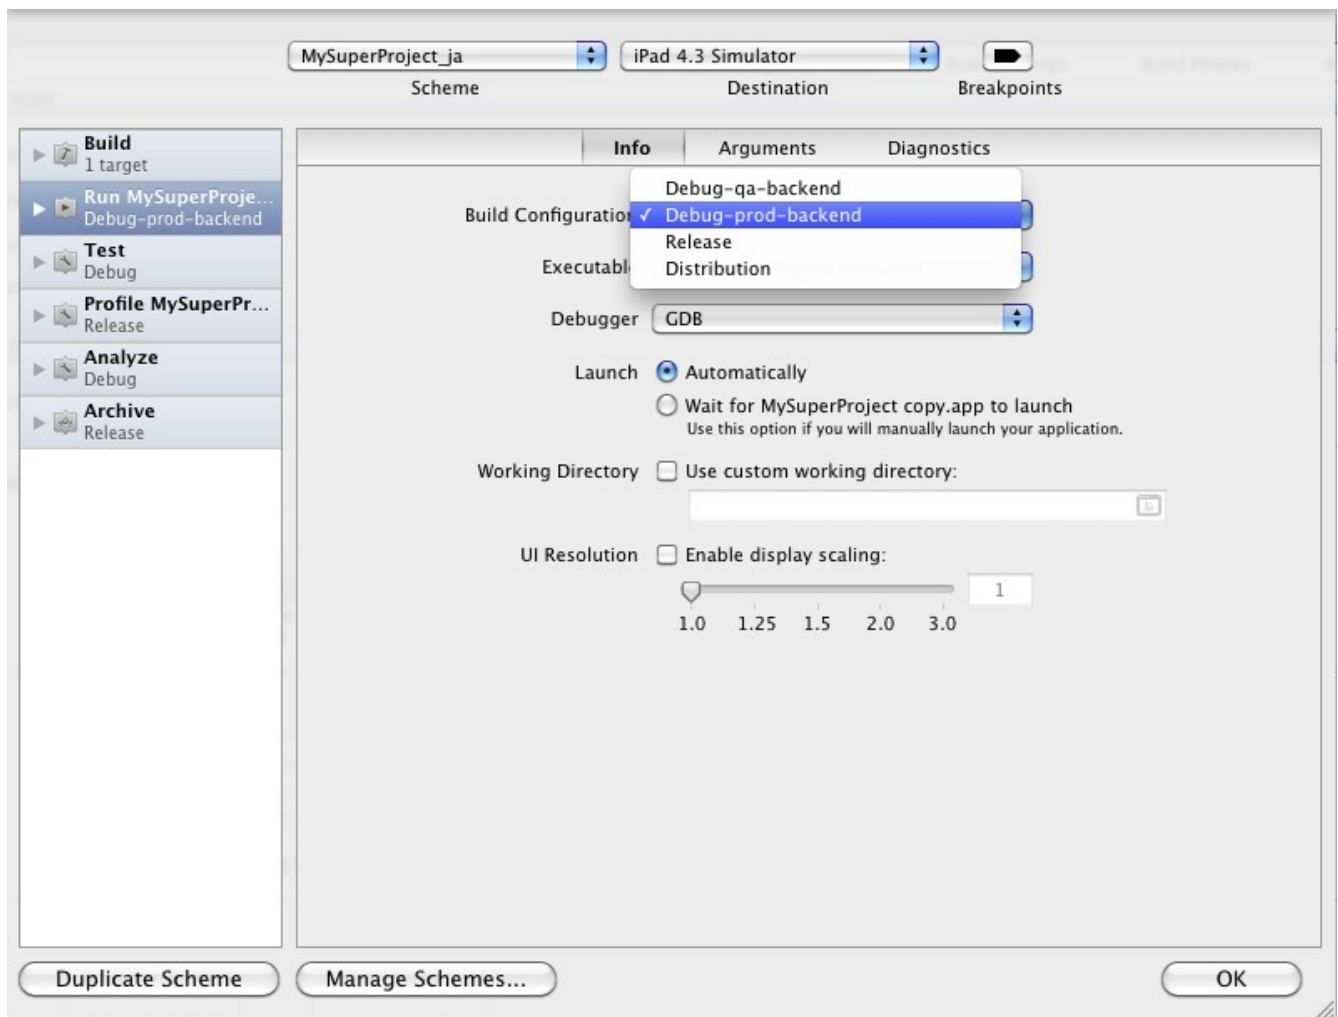 MySuperProject_ja
iPad 4.3 Simulator
Scheme
Destination
Breakpoints
Build
1 target
Run MySuperProje...
Debug-prod-backend
Test
Debug
Profile MySuperPr...
Release
Analyze
Debug
Archive
Release
Info
Arguments
Diagnostics
Build Configuration
Debug-qa-backend
✓ Debug-prod-backend
Release
Distribution
Executabl
Debugger
GDB
Launch
Automatically
Wait for MySuperProject copy.app to launch
Use this option if you will manually launch your application.
Working Directory
Use custom working directory:
UI Resolution
Enable display scaling:
1
1.0 1.25 1.5 2.0 3.0
Duplicate Scheme
Manage Schemes...
OK